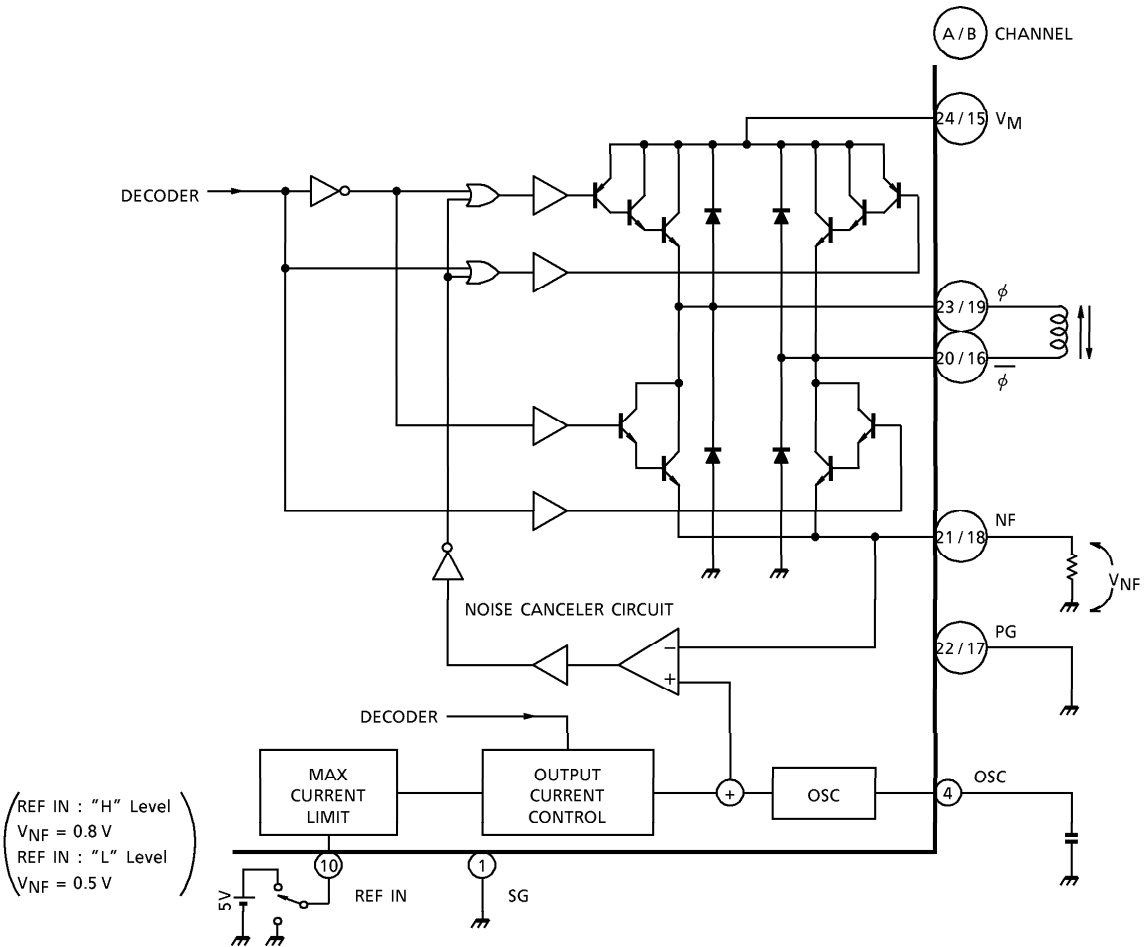 A / B CHANNEL
24 / 15 VM
DECODER
23 / 19 ϕ
20 / 16 ϕ̅
21 / 18 NF
VNF
NOISE CANCELER CIRCUIT
22 / 17 PG
−
+
DECODER
MAX
CURRENT
LIMIT
OUTPUT
CURRENT
CONTROL
+
OSC
4 OSC
REF IN : "H" Level
VNF = 0.8 V
REF IN : "L" Level
VNF = 0.5 V
10
1
5V
REF IN
SG